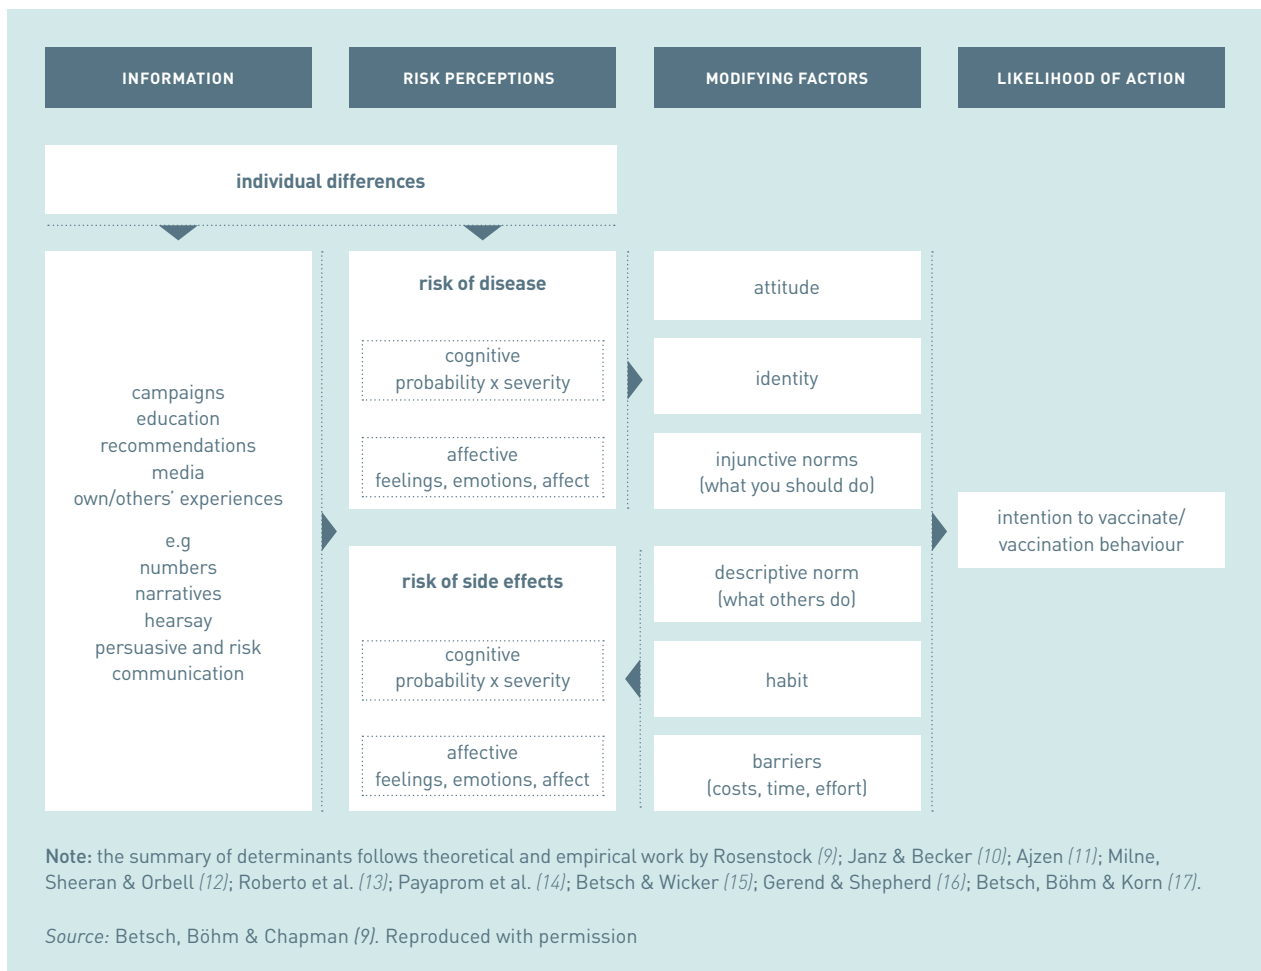 INFORMATION
RISK PERCEPTIONS
MODIFYING FACTORS
LIKELIHOOD OF ACTION
individual differences
campaigns
education
recommendations
media
own/others’ experiences
e.g
numbers
narratives
hearsay
persuasive and risk
communication
risk of disease
cognitive
probability x severity
affective
feelings, emotions, affect
risk of side effects
cognitive
probability x severity
affective
feelings, emotions, affect
attitude
identity
injunctive norms
(what you should do)
descriptive norm
(what others do)
habit
barriers
(costs, time, effort)
intention to vaccinate/
vaccination behaviour
Note: the summary of determinants follows theoretical and empirical work by Rosenstock (9); Janz & Becker (10); Ajzen (11); Milne,
Sheeran & Orbell (12); Roberto et al. (13); Payaprom et al. (14); Betsch & Wicker (15); Gerend & Shepherd (16); Betsch, Böhm & Korn (17).
Source: Betsch, Böhm & Chapman (9). Reproduced with permission